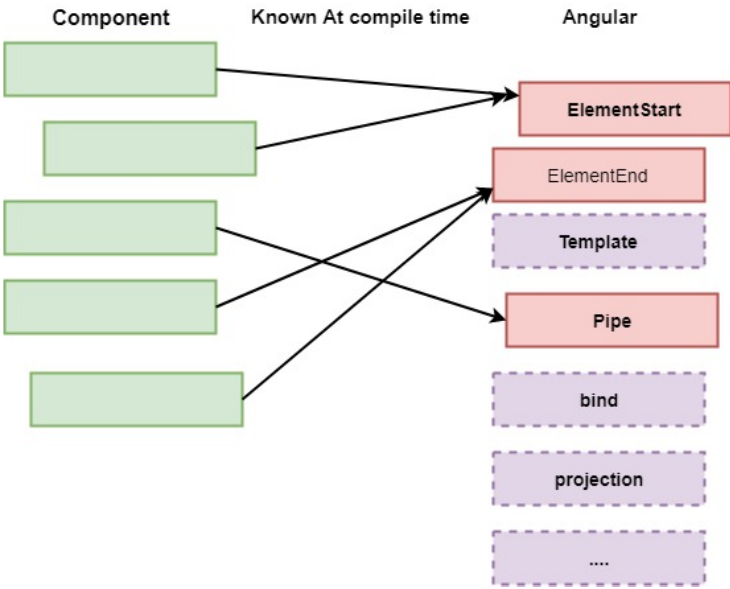 Component
Known At compile time
Angular
ElementStart
ElementEnd
Template
Pipe
bind
projection
....